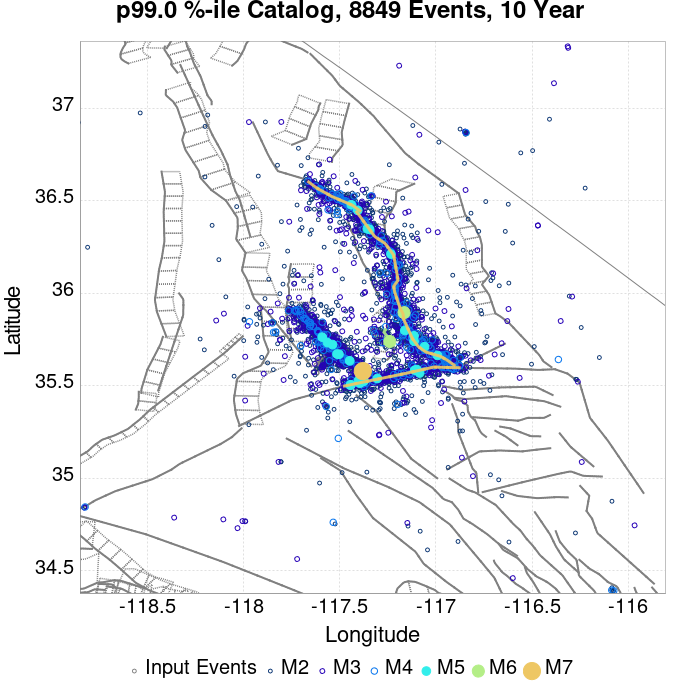 p99.0 %-ile Catalog, 8849 Events, 10 Year
Latitude
37
36.5
36
35.5
35
34.5
-118.5 -118 -117.5 -117 -116.5 -116
Longitude
Input Events M2 M3 M4 M5 M6 M7